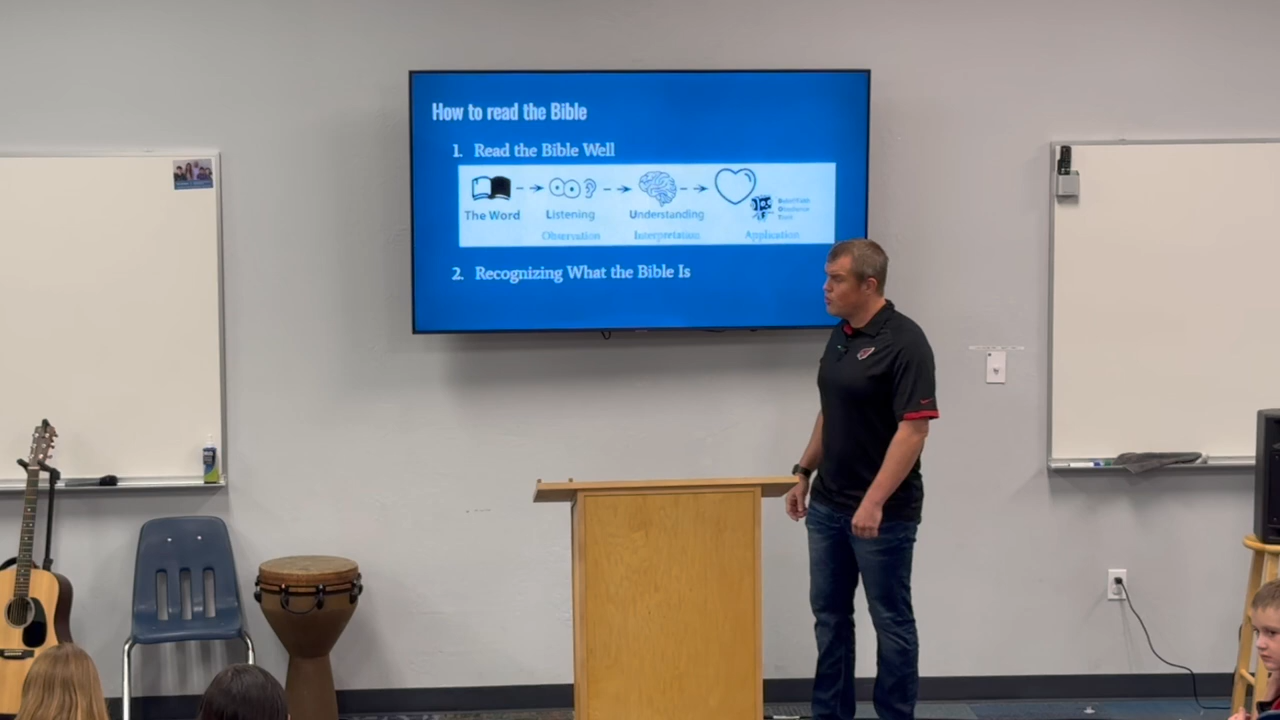 How to read the Bible
1. Read the Bible Well
The Word Listening Understanding
Observation Interpretation Application
2. Recognizing What the Bible Is